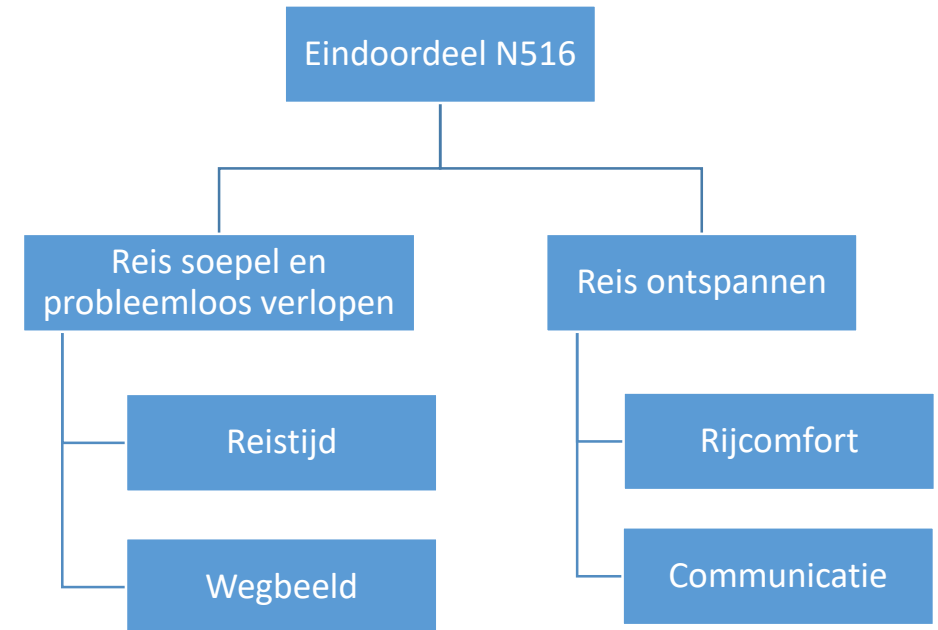 Eindoordeel N516
Reis soepel en
probleemloos verlopen
Reistijd
Wegbeeld
Reis ontspannen
Rijcomfort
Communicatie